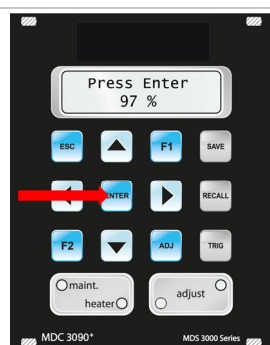 Press Enter
97 %
ESC
F1
SAVE
ENTER
RECALL
F2
ADJ
TRIG
maint.
heater
adjust
MDC 3090+
MDS 3000 Series